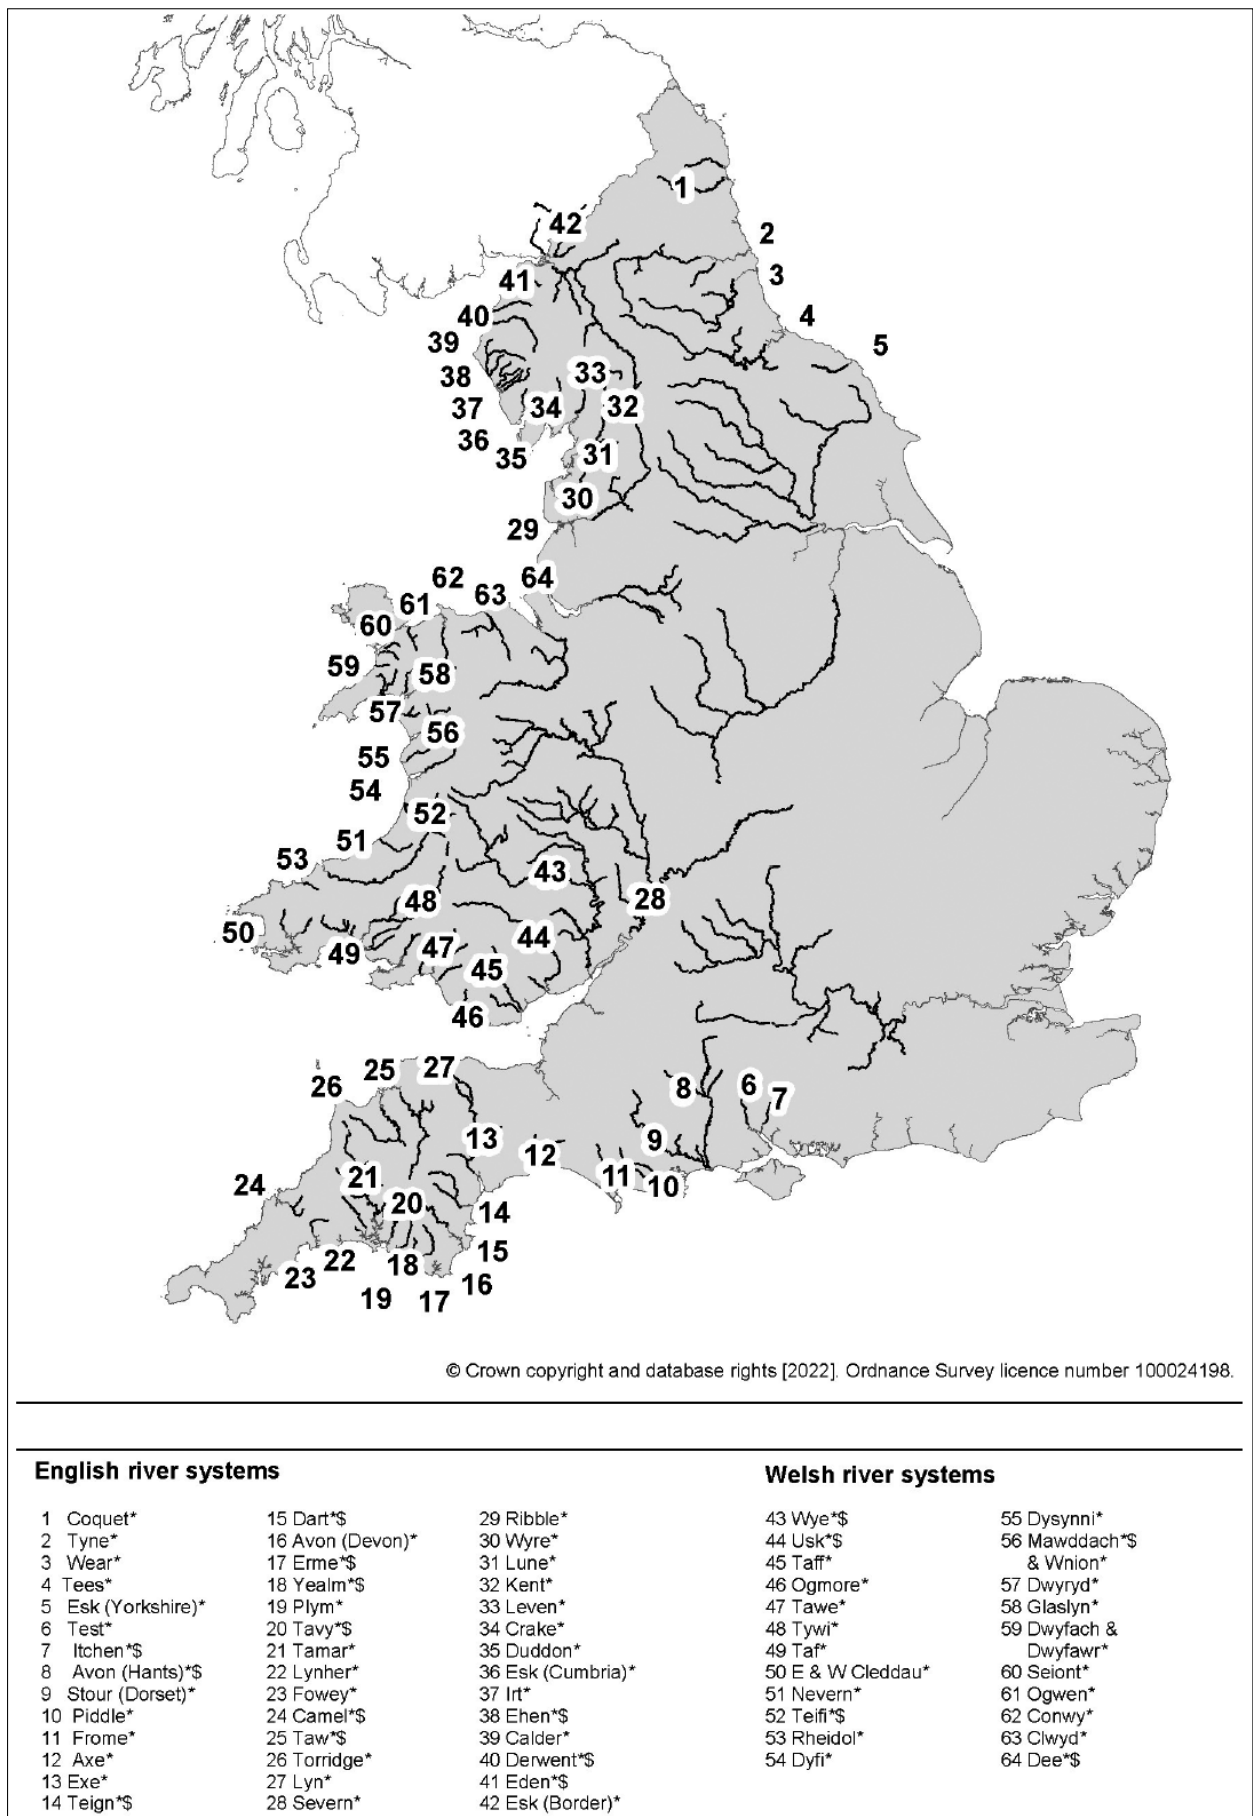 1
42
2
41
3
40
4
39
5
33
38
32
37
34
36
31
35
30
29
62
64
63
61
60
59
58
57
56
55
54
52
51
53
43
48
28
50
44
49
47
45
46
25
27
26
8
6
7
13
9
12
21
11
10
24
20
14
15
22
18
23
16
19
17
© Crown copyright and database rights [2022]. Ordnance Survey licence number 100024198.
English river systems
1 Coquet*
2 Tyne*
3 Wear*
4 Tees*
5 Esk (Yorkshire)*
6 Test*
7 Itchen*$
8 Avon (Hants)*$
9 Stour (Dorset)*
10 Piddle*
11 Frome*
12 Axe*
13 Exe*
14 Teign*$
15 Dart*$
16 Avon (Devon)*
17 Erme*$
18 Yealm*$
19 Plym*
20 Tavy*$
21 Tamar*
22 Lynher*
23 Fowey*
24 Camel*$
25 Taw*$
26 Torridge*
27 Lyn*
28 Severn*
29 Ribble*
30 Wyre*
31 Lune*
32 Kent*
33 Leven*
34 Crake*
35 Duddon*
36 Esk (Cumbria)*
37 Irt*
38 Ehen*$
39 Calder*
40 Derwent*$
41 Eden*$
42 Esk (Border)*
Welsh river systems
43 Wye*$
44 Usk*$
45 Taff*
46 Ogmore*
47 Tawe*
48 Tywi*
49 Taf*
50 E & W Cleddau*
51 Nevern*
52 Teifi*$
53 Rheidol*
54 Dyfi*
55 Dysynni*
56 Mawddach*$
& Wnion*
57 Dwyryd*
58 Glaslyn*
59 Dwyfach &
Dwyfawr*
60 Seiont*
61 Ogwen*
62 Conwy*
63 Clwyd*
64 Dee*$